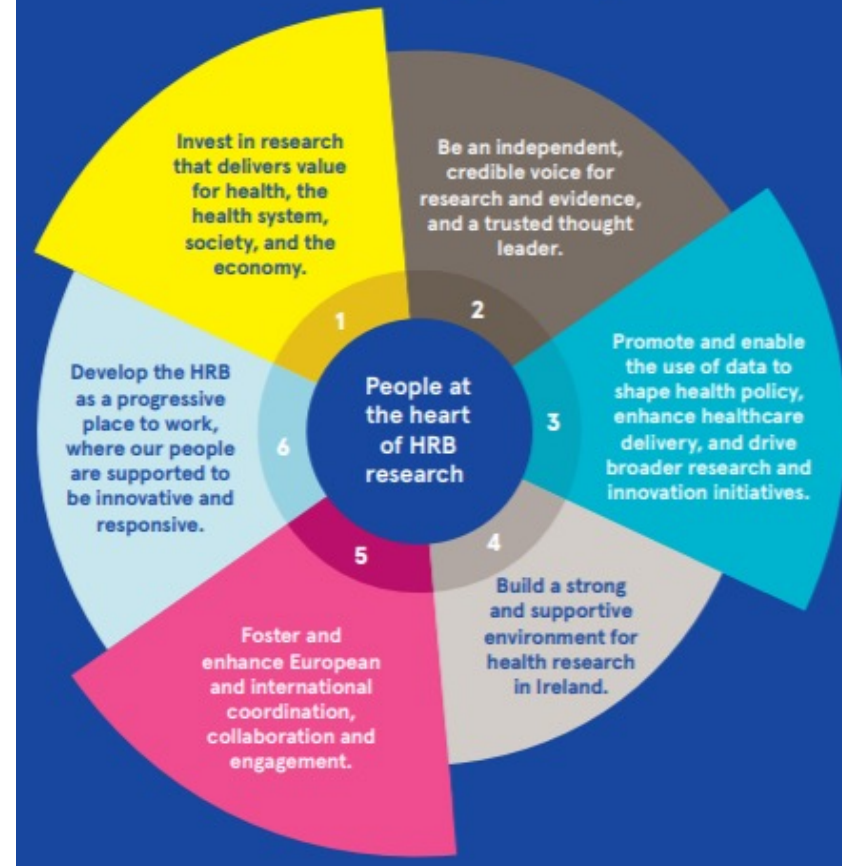 Invest in research
that delivers value
for health, the
health system,
society, and the
economy.
1
Be an independent,
credible voice for
research and evidence,
and a trusted thought
leader.
2
Promote and enable
the use of data to
shape health policy,
enhance healthcare
delivery, and drive
broader research and
innovation initiatives.
3
Build a strong
and supportive
environment for
health research
in Ireland.
4
Foster and
enhance European
and international
coordination,
collaboration and
engagement.
5
Develop the HRB
as a progressive
place to work,
where our people
are supported to
be innovative and
responsive.
6
People at
the heart
of HRB
research